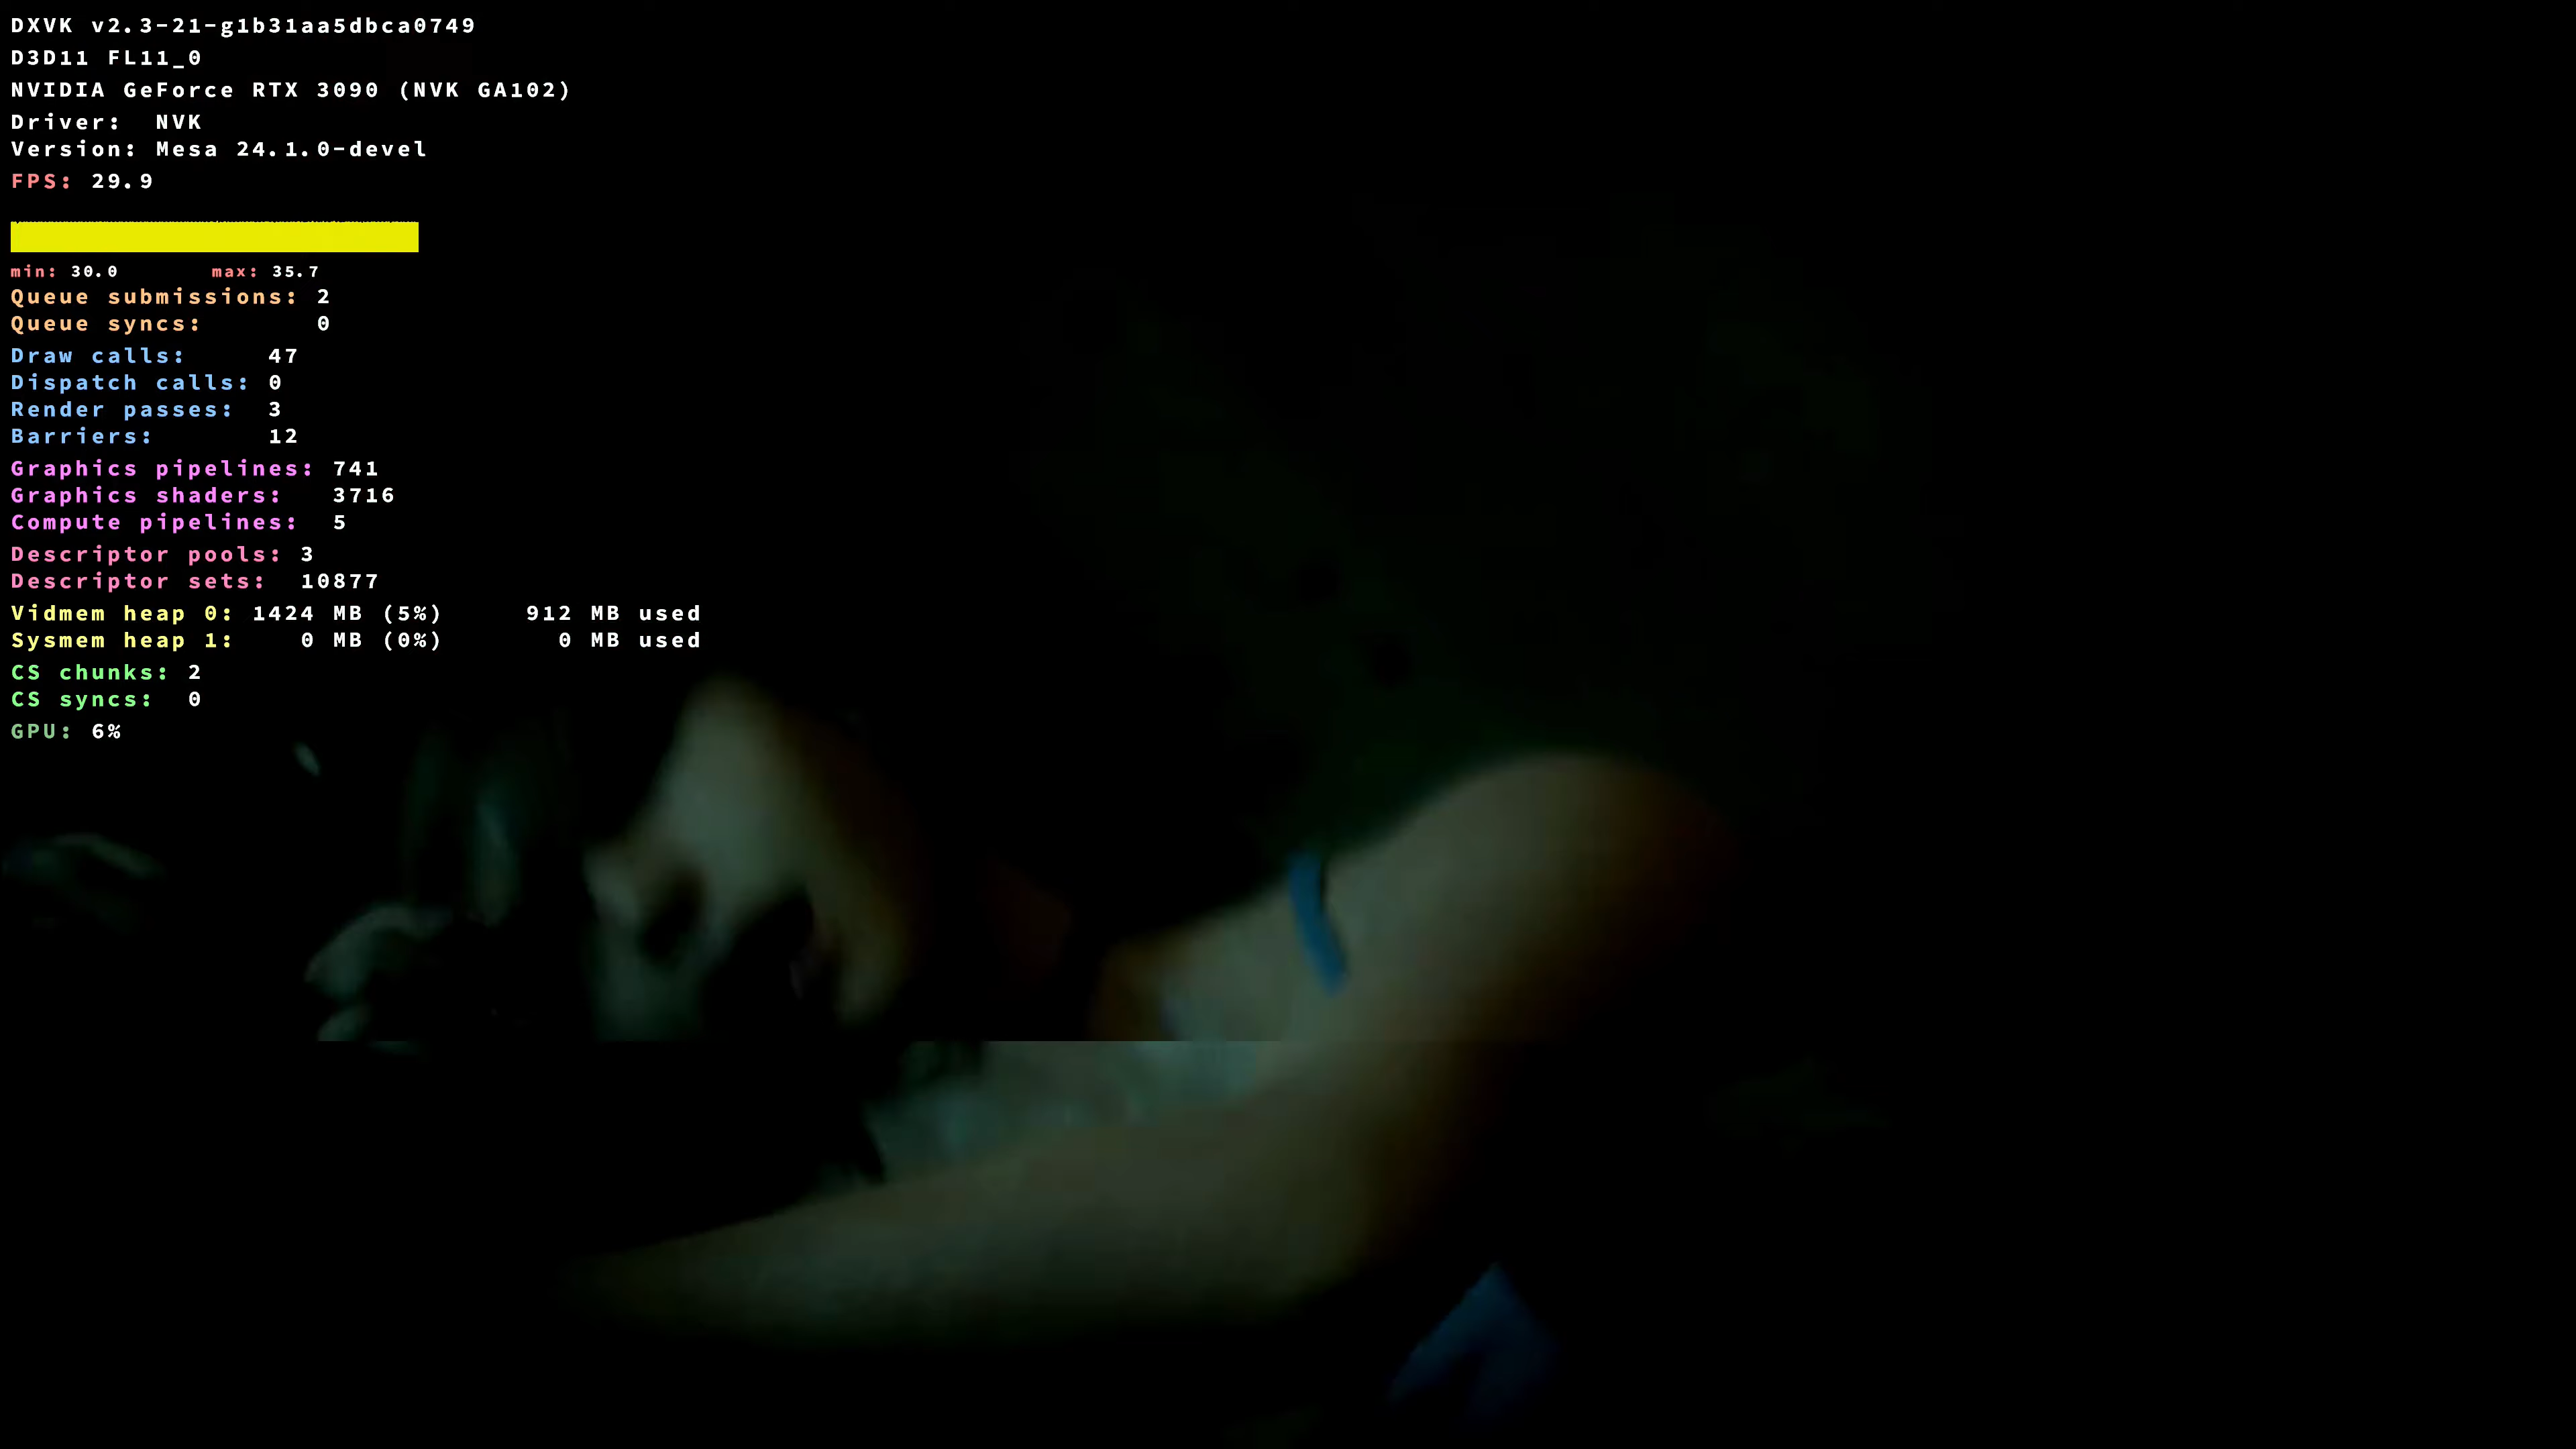 DXVK v2.3-21-g1b31aa5dbca0749
D3D11 FL11_0
NVIDIA GeForce RTX 3090 (NVK GA102)
Driver: NVK
Version: Mesa 24.1.0-devel
FPS: 29.9
min: 30.0 max: 35.7
Queue submissions: 2
Queue syncs: 0
Draw calls: 47
Dispatch calls: 0
Render passes: 3
Barriers: 12
Graphics pipelines: 741
Graphics shaders: 3716
Compute pipelines: 5
Descriptor pools: 3
Descriptor sets: 10877
Vidmem heap 0: 1424 MB (5%) 912 MB used
Sysmem heap 1: 0 MB (0%) 0 MB used
CS chunks: 2
CS syncs: 0
GPU: 6%